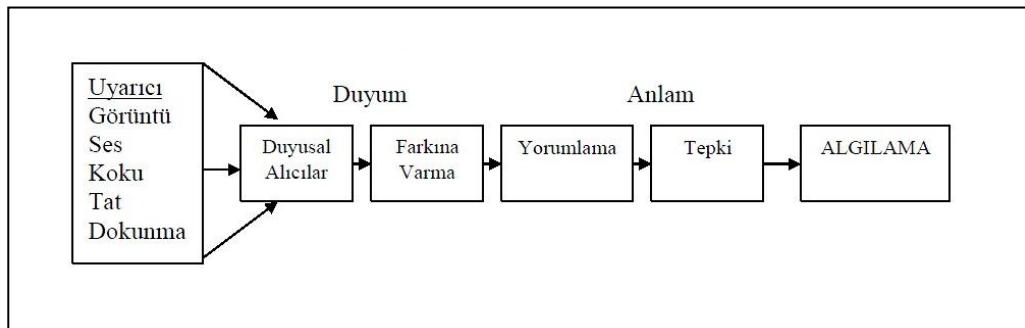 Uyarıcı
Görüntü
Ses
Koku
Tat
Dokunma
Duyum
Duyusal
Alıcılar
Farkına
Varma
Anlam
Yorumlama
Tepki
ALGILAMA